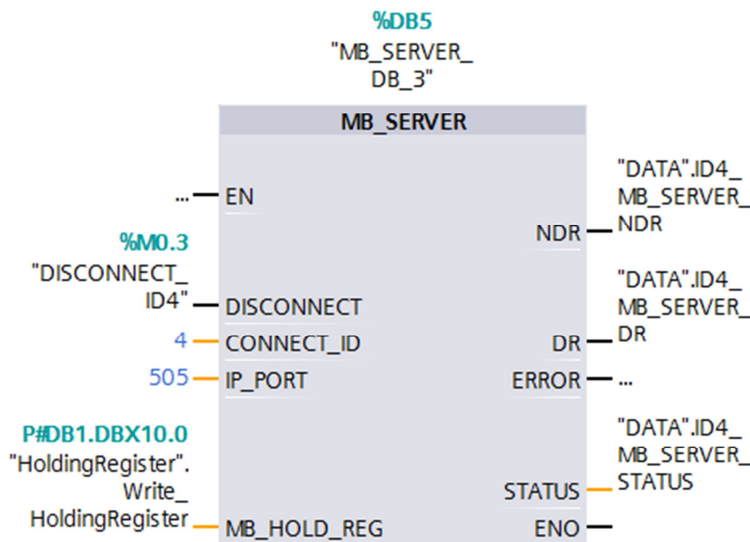 %DB5
"MB_SERVER_
DB_3"
MB_SERVER
... EN
%M0.3
"DISCONNECT_
ID4" DISCONNECT
4 CONNECT_ID
505 IP_PORT
P#DB1.DBX10.0
"HoldingRegister".
Write_
HoldingRegister MB_HOLD_REG
"DATA".ID4_
MB_SERVER_
NDR NDR
"DATA".ID4_
MB_SERVER_
DR DR
ERROR ...
"DATA".ID4_
MB_SERVER_
STATUS STATUS
ENO